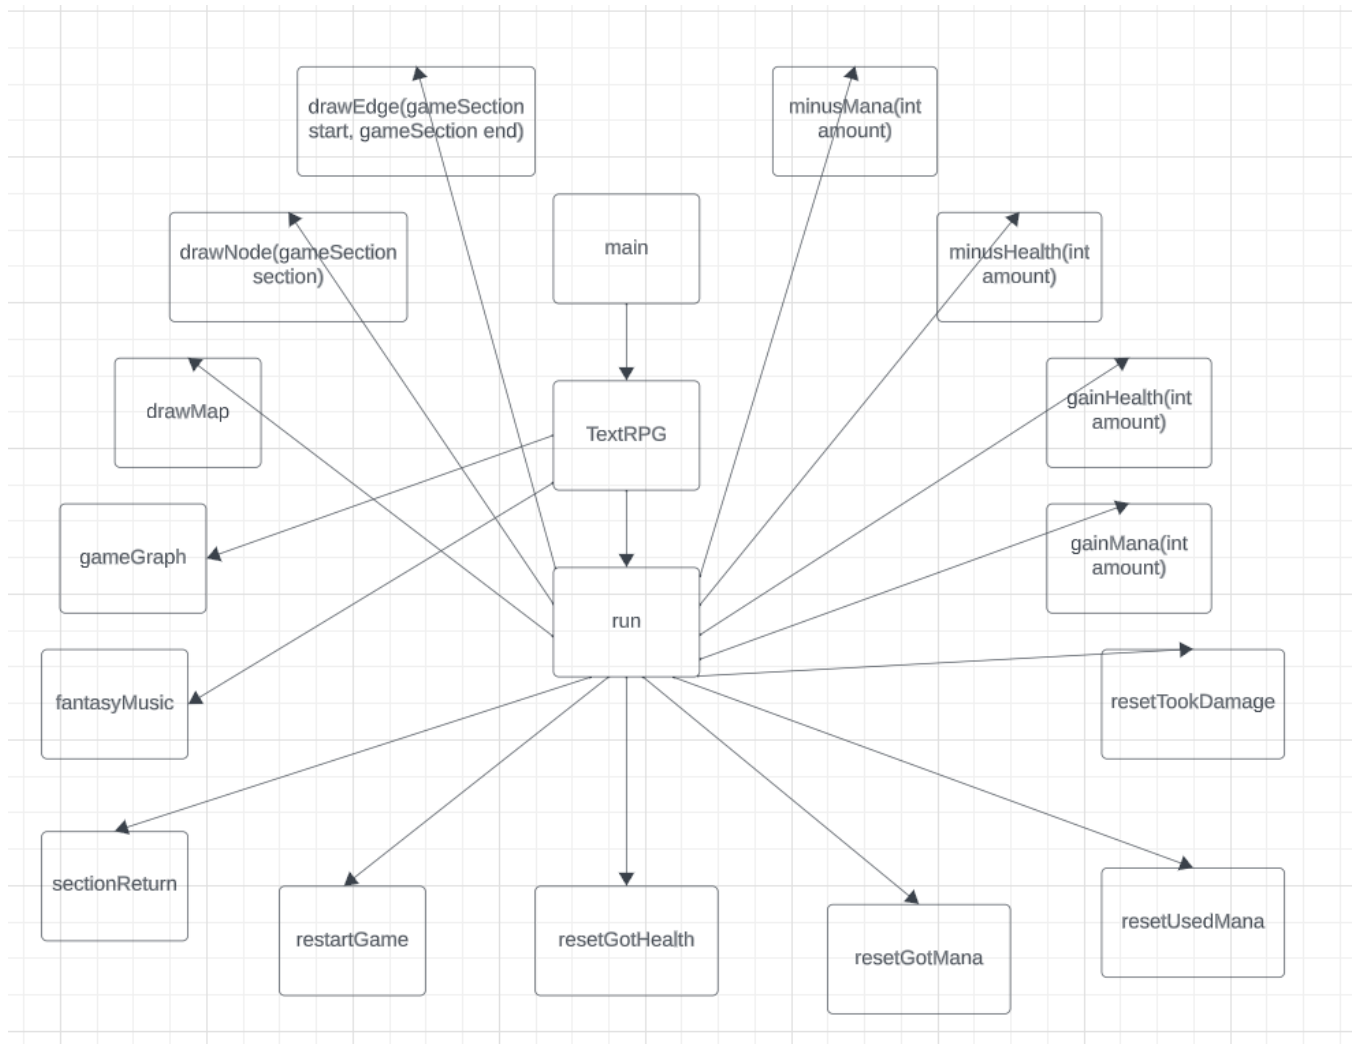 drawEdge(gameSection
start, gameSection end)
minusMana(int
amount)
drawNode(gameSection
section)
main
minusHealth(int
amount)
drawMap
TextRPG
gainHealth(int
amount)
gameGraph
gainMana(int
amount)
run
fantasyMusic
resetTookDamage
sectionReturn
restartGame
resetGotHealth
resetGotMana
resetUsedMana